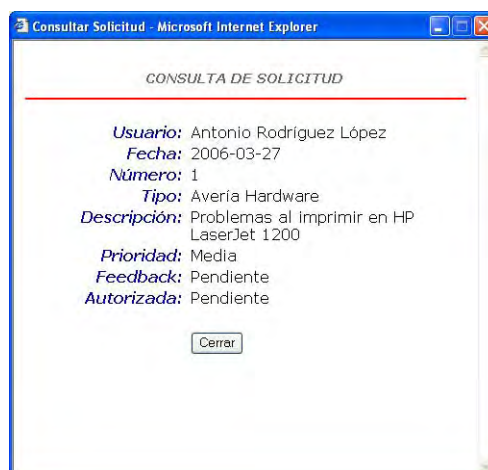 Consultar Solicitud - Microsoft Internet Explorer
CONSULTA DE SOLICITUD
Usuario: Antonio Rodríguez López
Fecha: 2006-03-27
Número: 1
Tipo: Avería Hardware
Descripción: Problemas al imprimir en HP
LaserJet 1200
Prioridad: Media
Feedback: Pendiente
Autorizada: Pendiente
Cerrar